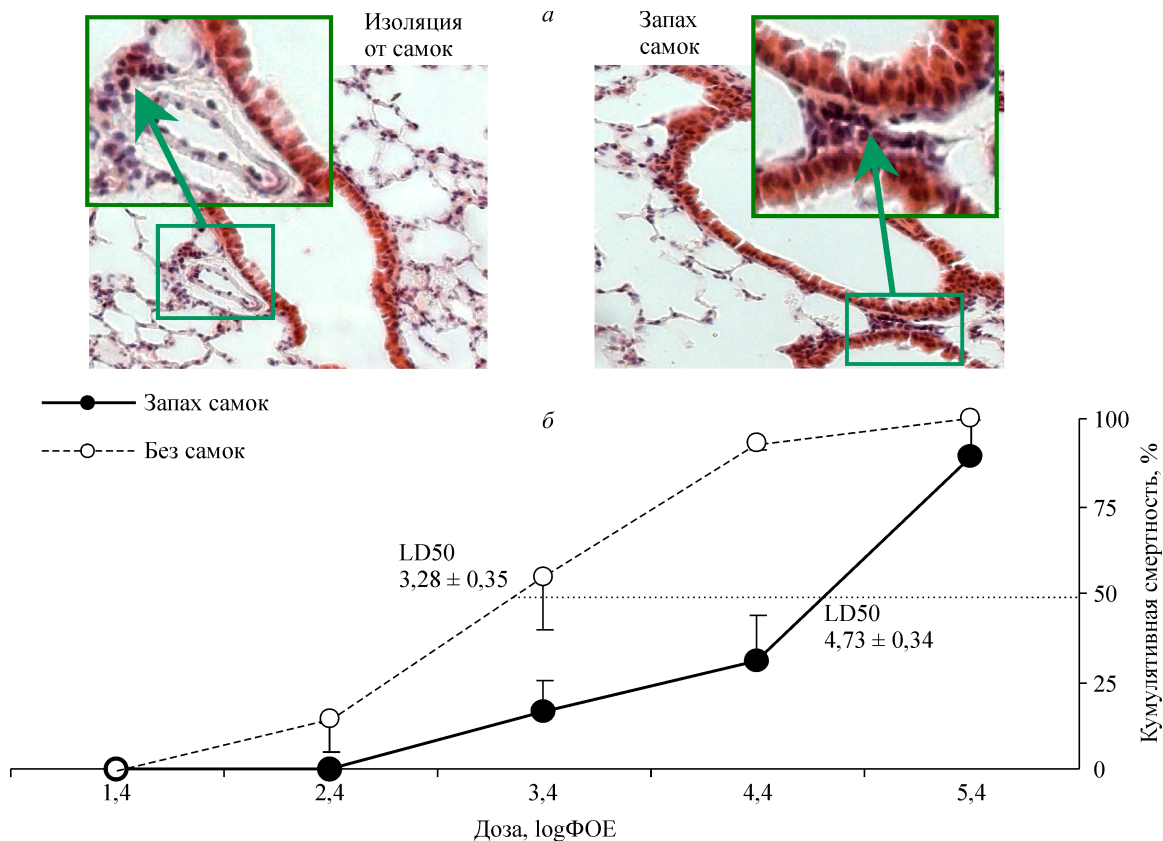 Изоляция
от самок
а
Запах
самок
Запах самок
Без самок
б
LD50
3,28 ± 0,35
LD50
4,73 ± 0,34
100
75
50
25
0
Кумулятивная смертность, %
1,4
2,4
3,4
4,4
5,4
Доза, logФОЕ